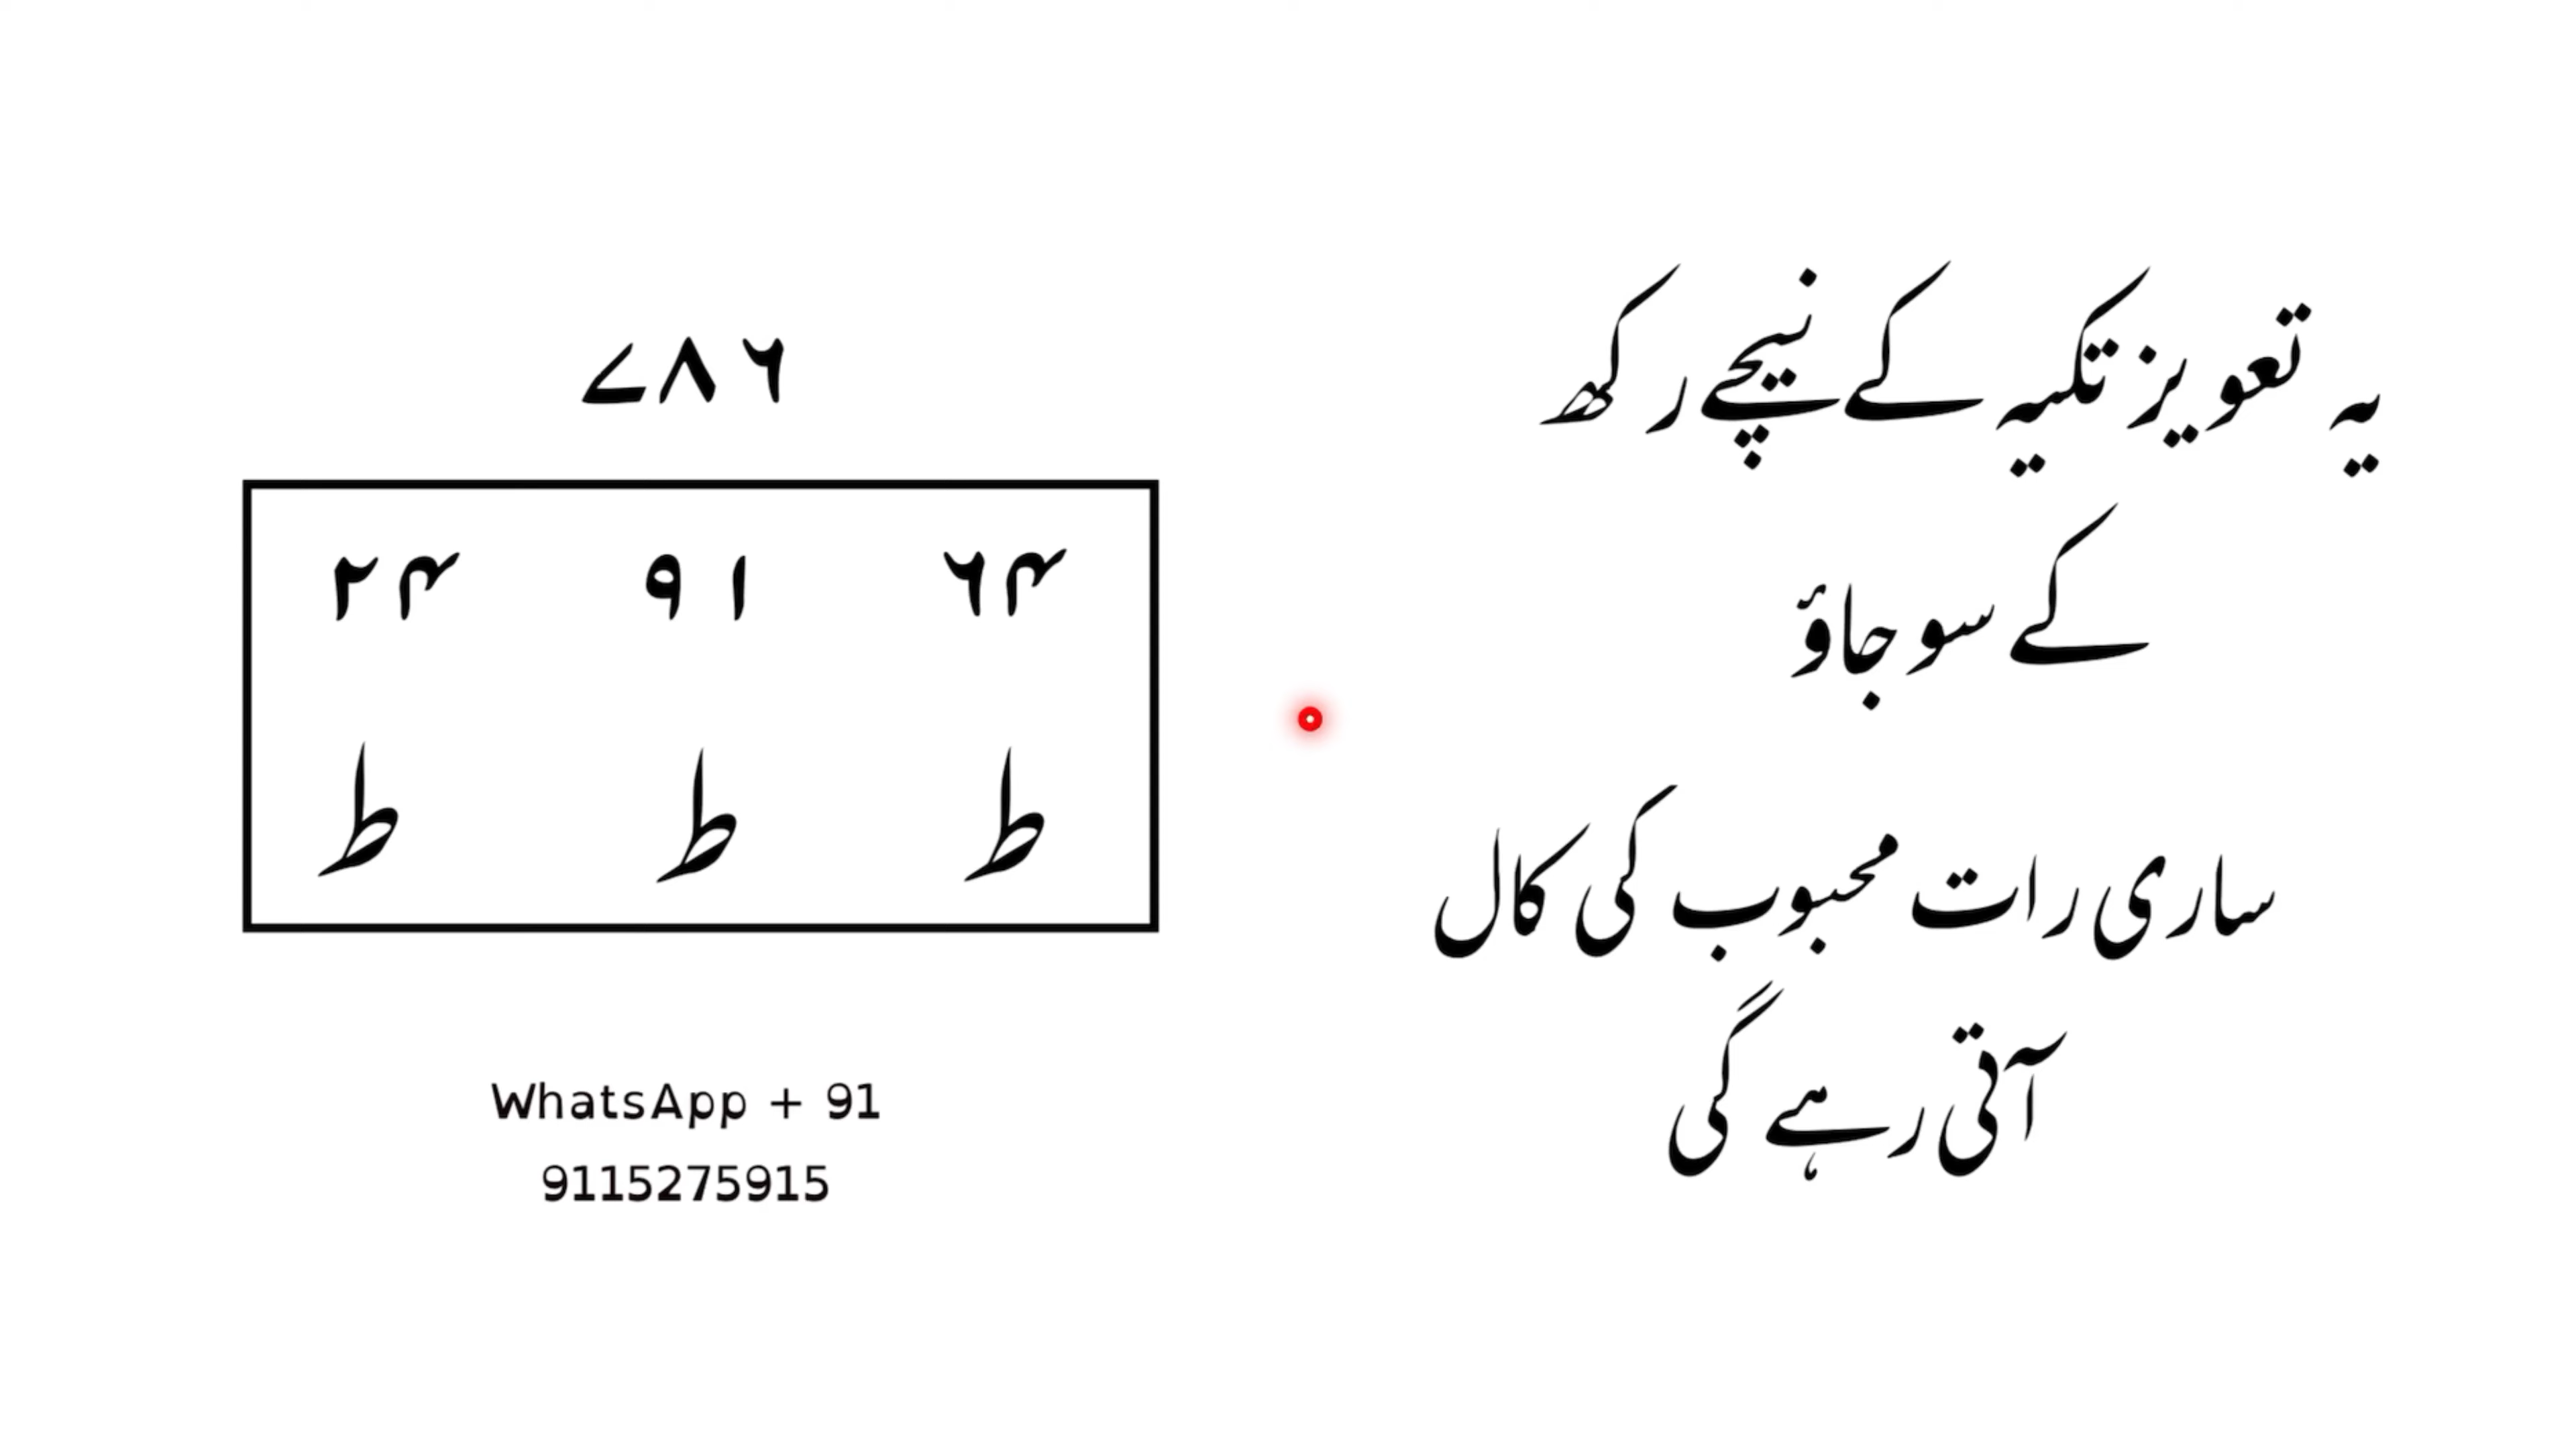 ۷۸۶
۲۴ ۹۱ ۶۴
ط ط ط
WhatsApp + 91
9115275915
یہ تعویز تکیہ کے نیچے رکھ
کے سو جاؤ
ساری رات محبوب کی کال
آتی رہے گی